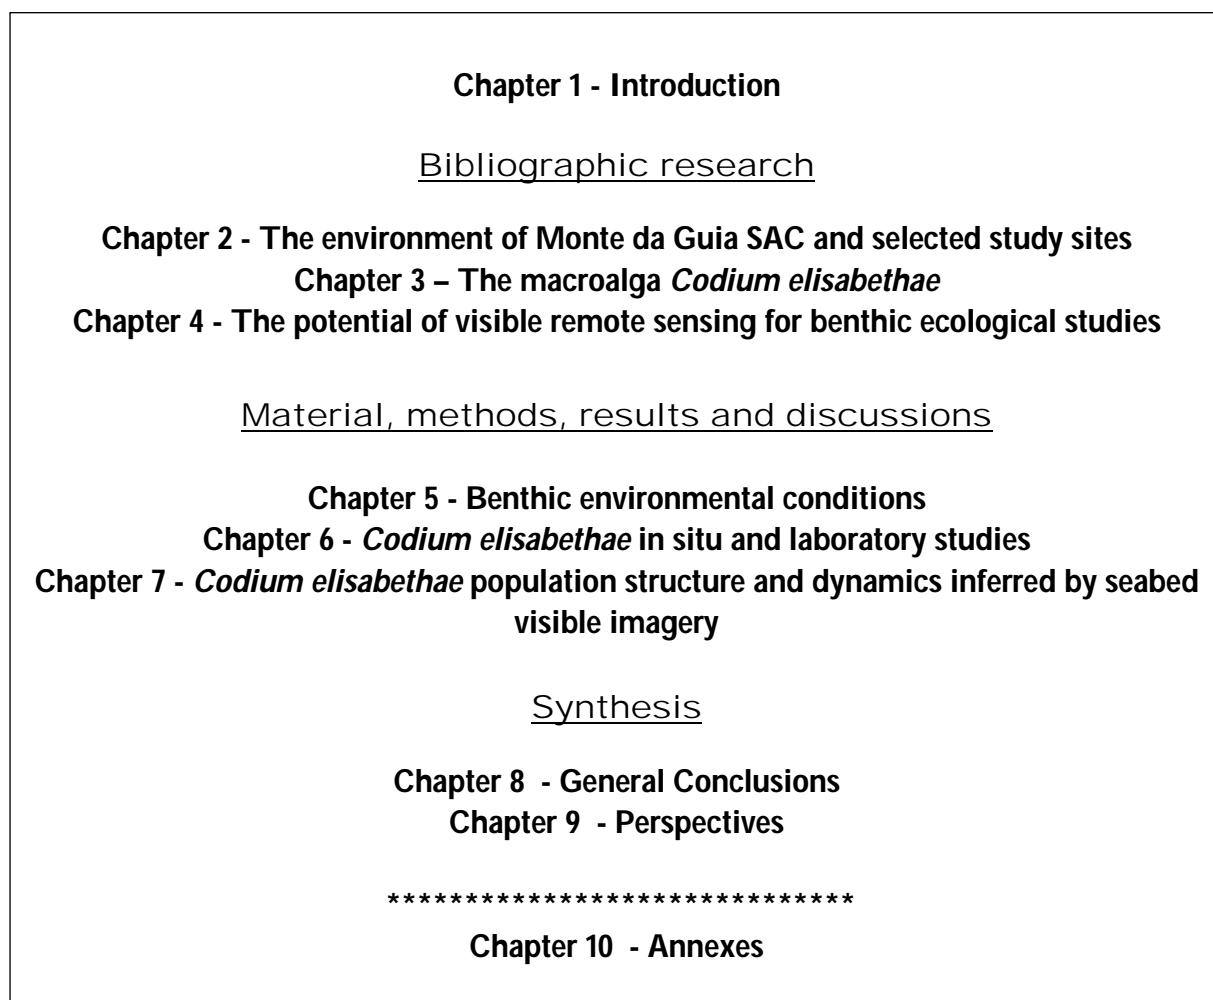 Chapter 1 - Introduction
Bibliographic research
Chapter 2 - The environment of Monte da Guia SAC and selected study sites
Chapter 3 – The macroalga Codium elisabethae
Chapter 4 - The potential of visible remote sensing for benthic ecological studies
Material, methods, results and discussions
Chapter 5 - Benthic environmental conditions
Chapter 6 - Codium elisabethae in situ and laboratory studies
Chapter 7 - Codium elisabethae population structure and dynamics inferred by seabed
visible imagery
Synthesis
Chapter 8  - General Conclusions
Chapter 9  - Perspectives
******************************
Chapter 10  - Annexes